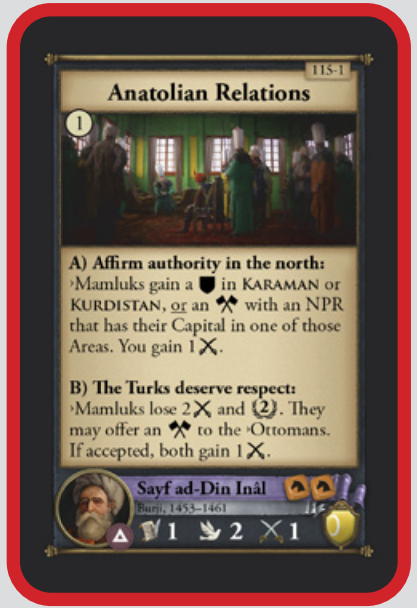 115-1
Anatolian Relations
1
A) Affirm authority in the north:
›Mamluks gain a in KARAMAN or
KURDISTAN, or an with an NPR
that has their Capital in one of those
Areas. You gain 1.
B) The Turks deserve respect:
›Mamluks lose 2 and (2). They
may offer an to the ›Ottomans.
If accepted, both gain 1.
Sayf ad-Din Inâl
Burji, 1453–1461
1 2 1